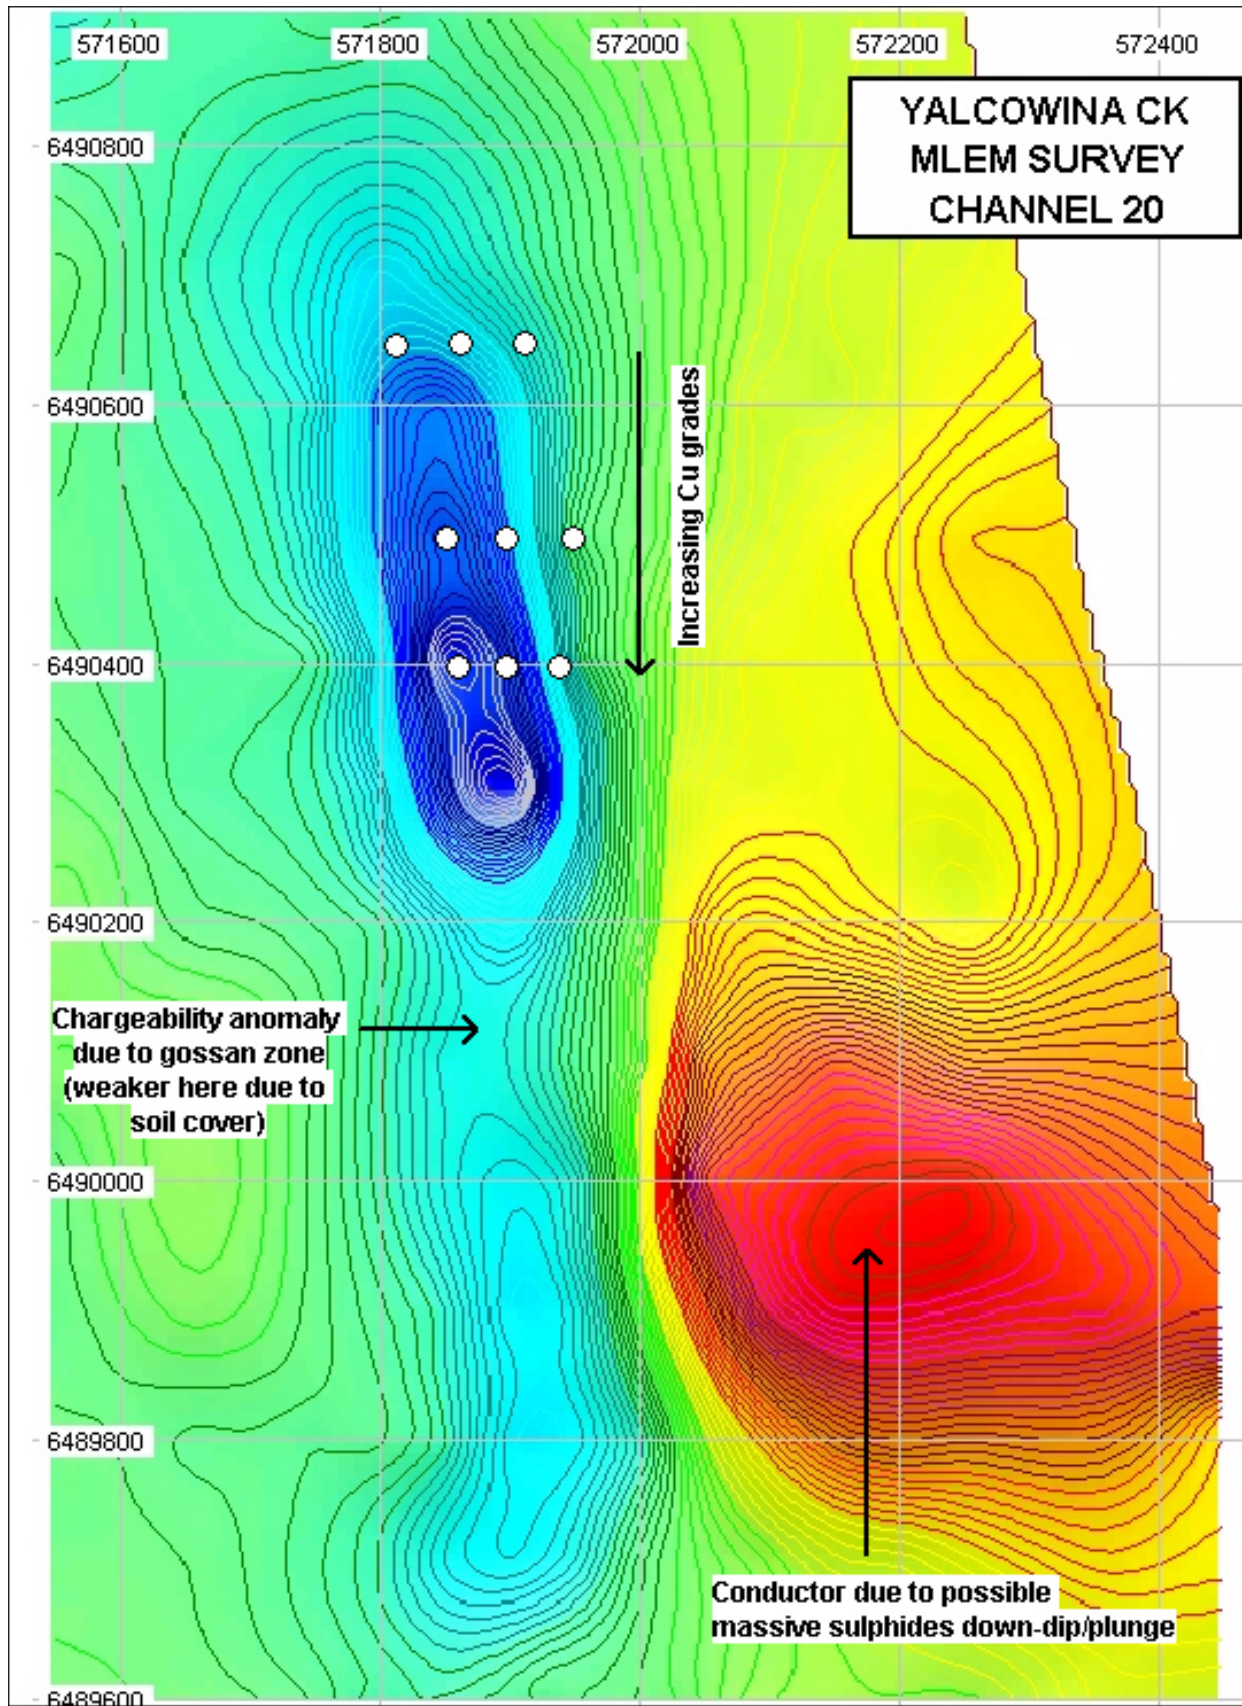 571600 571800 572000 572200 572400
YALCOWINA CK
MLEM SURVEY
CHANNEL 20
6490800
6490600
Increasing Cu grades
6490400
6490200
Chargeability anomaly
due to gossan zone
(weaker here due to
soil cover)
6490000
6489800
Conductor due to possible
massive sulphides down-dip/plunge
6489600